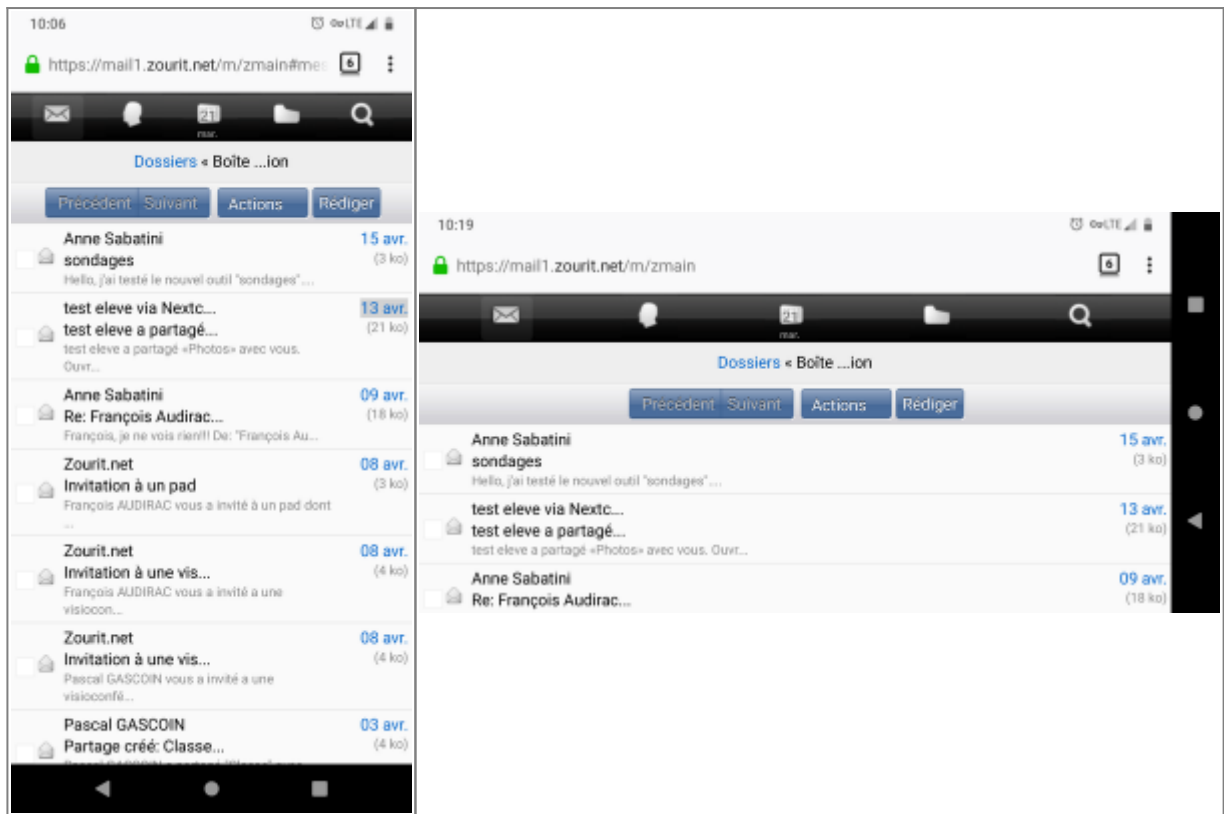 10:06
LTE
https://mail1.zourit.net/m/zmain#mes
6
21
mar.
Dossiers « Boîte ...ion
Précédent Suivant Actions Rédiger
Anne Sabatini 15 avr.
sondages (3 ko)
Hello, j'ai testé le nouvel outil "sondages"....
test eleve via Nextc... 13 avr.
test eleve a partagé... (21 ko)
test eleve a partagé «Photos» avec vous.
Ouvr...
Anne Sabatini 09 avr.
Re: François Audirac... (18 ko)
François, je ne vois rien!!! De: "François Au...
Zourit.net 08 avr.
Invitation à un pad (3 ko)
François AUDIRAC vous a invité à un pad dont
...
Zourit.net 08 avr.
Invitation à une vis... (4 ko)
François AUDIRAC vous a invité a une
visiocon...
Zourit.net 08 avr.
Invitation à une vis... (4 ko)
Pascal GASCOIN vous a invité a une
visioconfé...
Pascal GASCOIN 03 avr.
Partage créé: Classe... (4 ko)
10:19
LTE
https://mail1.zourit.net/m/zmain
6
21
mar.
Dossiers « Boîte ...ion
Précédent Suivant Actions Rédiger
Anne Sabatini 15 avr.
sondages (3 ko)
Hello, j'ai testé le nouvel outil "sondages"....
test eleve via Nextc... 13 avr.
test eleve a partagé... (21 ko)
test eleve a partagé «Photos» avec vous. Ouvr...
Anne Sabatini 09 avr.
Re: François Audirac... (18 ko)